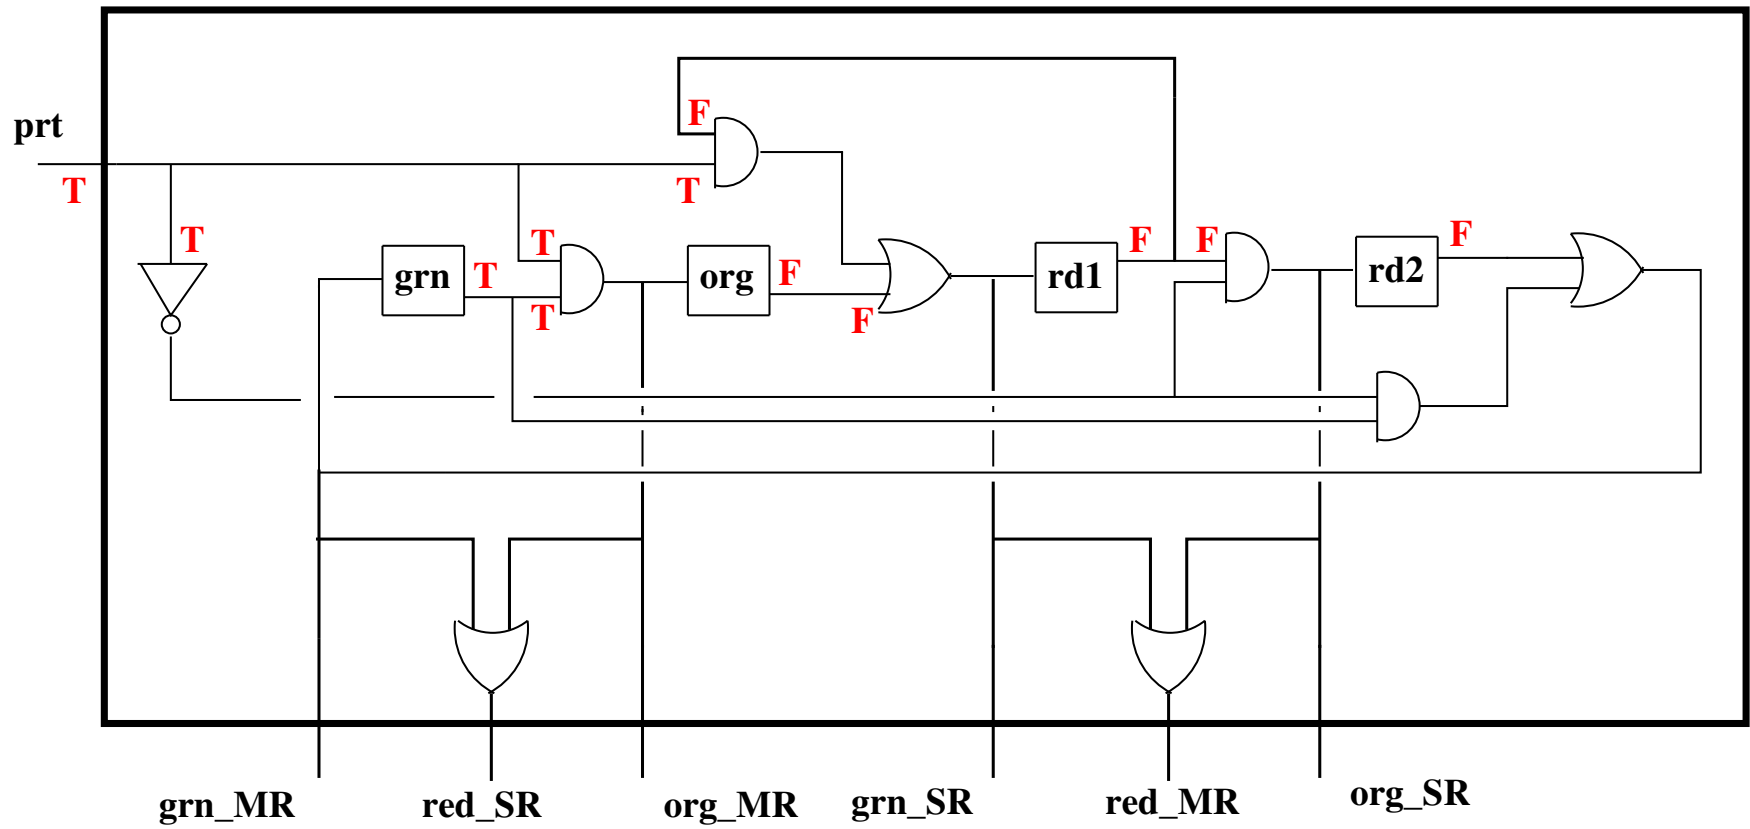 F
prt
T
T
T
T
F
F
F
grn
T
org
F
rd1
rd2
T
F
grn_MR
red_SR
org_MR
grn_SR
red_MR
org_SR